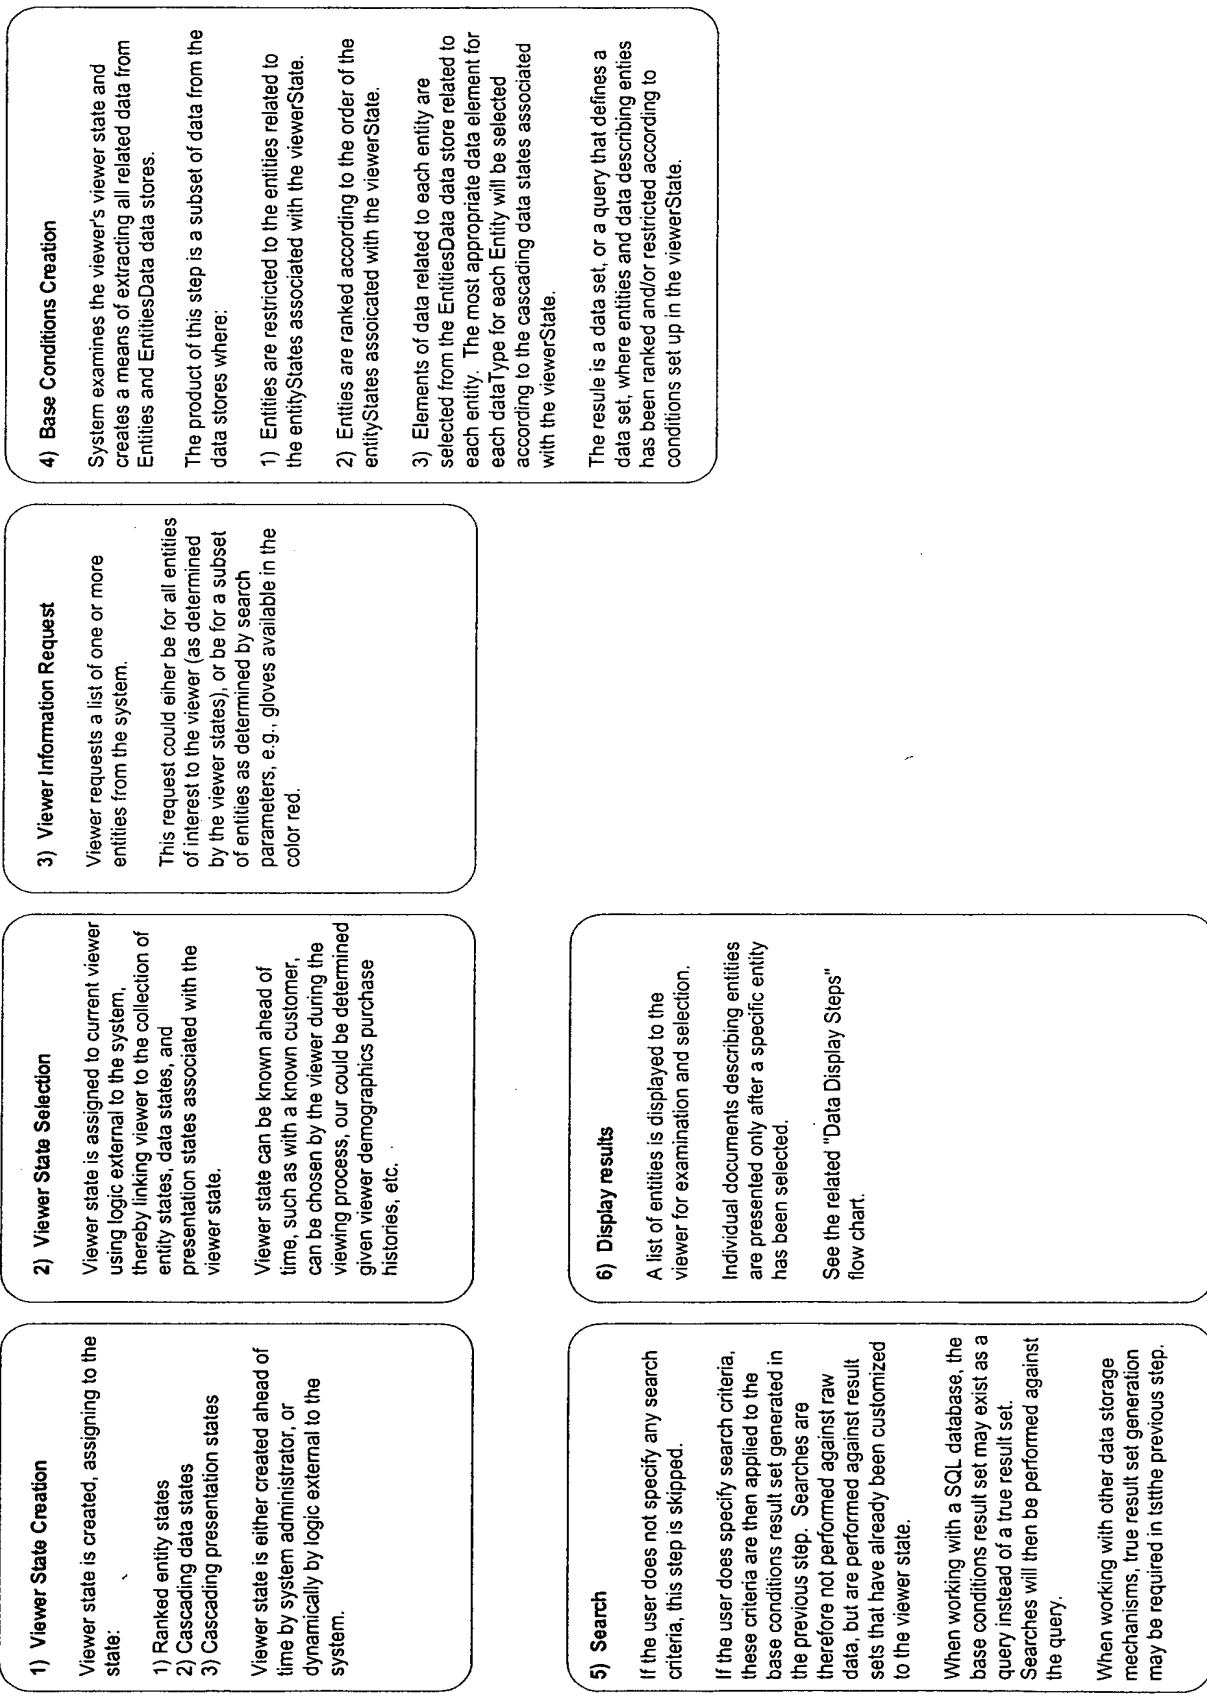 1) Viewer State Creation
Viewer state is created, assigning to the
state:
1) Ranked entity states
2) Cascading data states
3) Cascading presentation states
Viewer state is either created ahead of
time by system administrator, or
dynamically by logic external to the
system.
2) Viewer State Selection
Viewer state is assigned to current viewer
using logic external to the system,
thereby linking viewer to the collection of
entity states, data states, and
presentation states associated with the
viewer state.
Viewer state can be known ahead of
time, such as with a known customer,
can be chosen by the viewer during the
viewing process, our could be determined
given viewer demographics purchase
histories, etc.
3) Viewer Information Request
Viewer requests a list of one or more
entities from the system.
This request could eiher be for all entities
of interest to the viewer (as determined
by the viewer states), or be for a subset
of entities as determined by search
parameters, e.g., gloves available in the
color red.
4) Base Conditions Creation
System examines the viewer's viewer state and
creates a means of extracting all related data from
Entities and EntitiesData data stores.
The product of this step is a subset of data from the
data stores where:
1) Entities are restricted to the entities related to
the entityStates associated with the viewerState.
2) Entties are ranked according to the order of the
entityStates assoicated with the viewerState.
3) Elements of data related to each entity are
selected from the EntitiesData data store related to
each entity. The most appropriate data element for
each dataType for each Entity will be selected
according to the cascading data states associated
with the viewerState.
The resule is a data set, or a query that defines a
data set, where entities and data describing enties
has been ranked and/or restricted according to
conditions set up in the viewerState.
5) Search
If the user does not specify any search
criteria, this step is skipped.
If the user does specify search criteria,
these criteria are then applied to the
base conditions result set generated in
the previous step. Searches are
therefore not performed against raw
data, but are performed against result
sets that have already been customized
to the viewer state.
When working with a SQL database, the
base conditions result set may exist as a
query instead of a true result set.
Searches will then be performed against
the query.
When working with other data storage
mechanisms, true result set generation
may be required in tstthe previous step.
6) Display results
A list of entities is displayed to the
viewer for examination and selection.
Individual documents describing entities
are presented only after a specific entity
has been selected.
See the related "Data Display Steps"
flow chart.